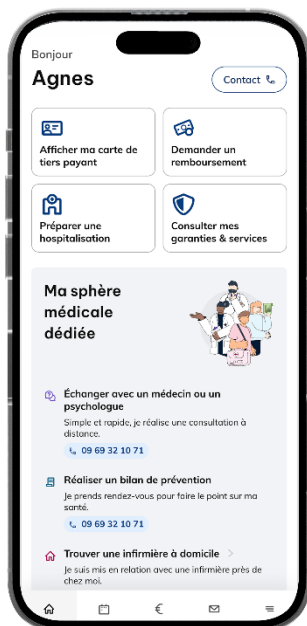 Bonjour
Agnes
Contact
Afficher ma carte de
tiers payant
Demander un
remboursement
Préparer une
hospitalisation
Consulter mes
garanties & services
Ma sphère
médicale
dédiée
Échanger avec un médecin ou un
psychologue
Simple et rapide, je réalise une consultation à
distance.
09 69 32 10 71
Réaliser un bilan de prévention
Je prends rendez-vous pour faire le point sur ma
santé.
09 69 32 10 71
Trouver une infirmière à domicile >
Je suis mis en relation avec une infirmière près de
chez moi.
€